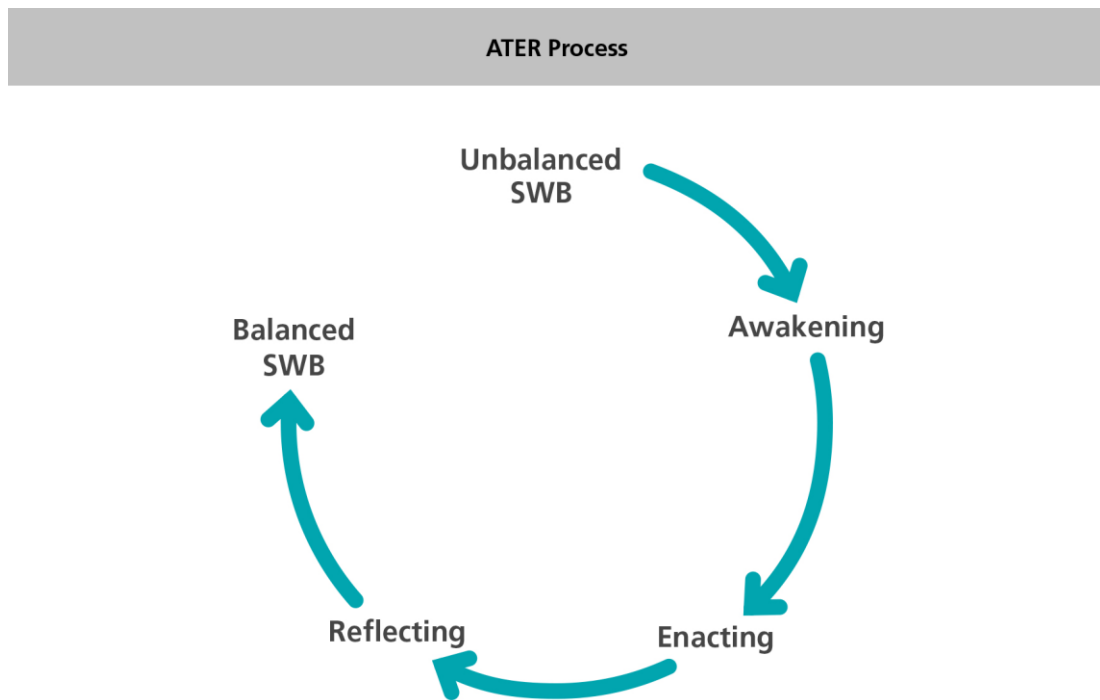 ATER Process
Unbalanced
SWB
Awakening
Enacting
Reflecting
Balanced
SWB